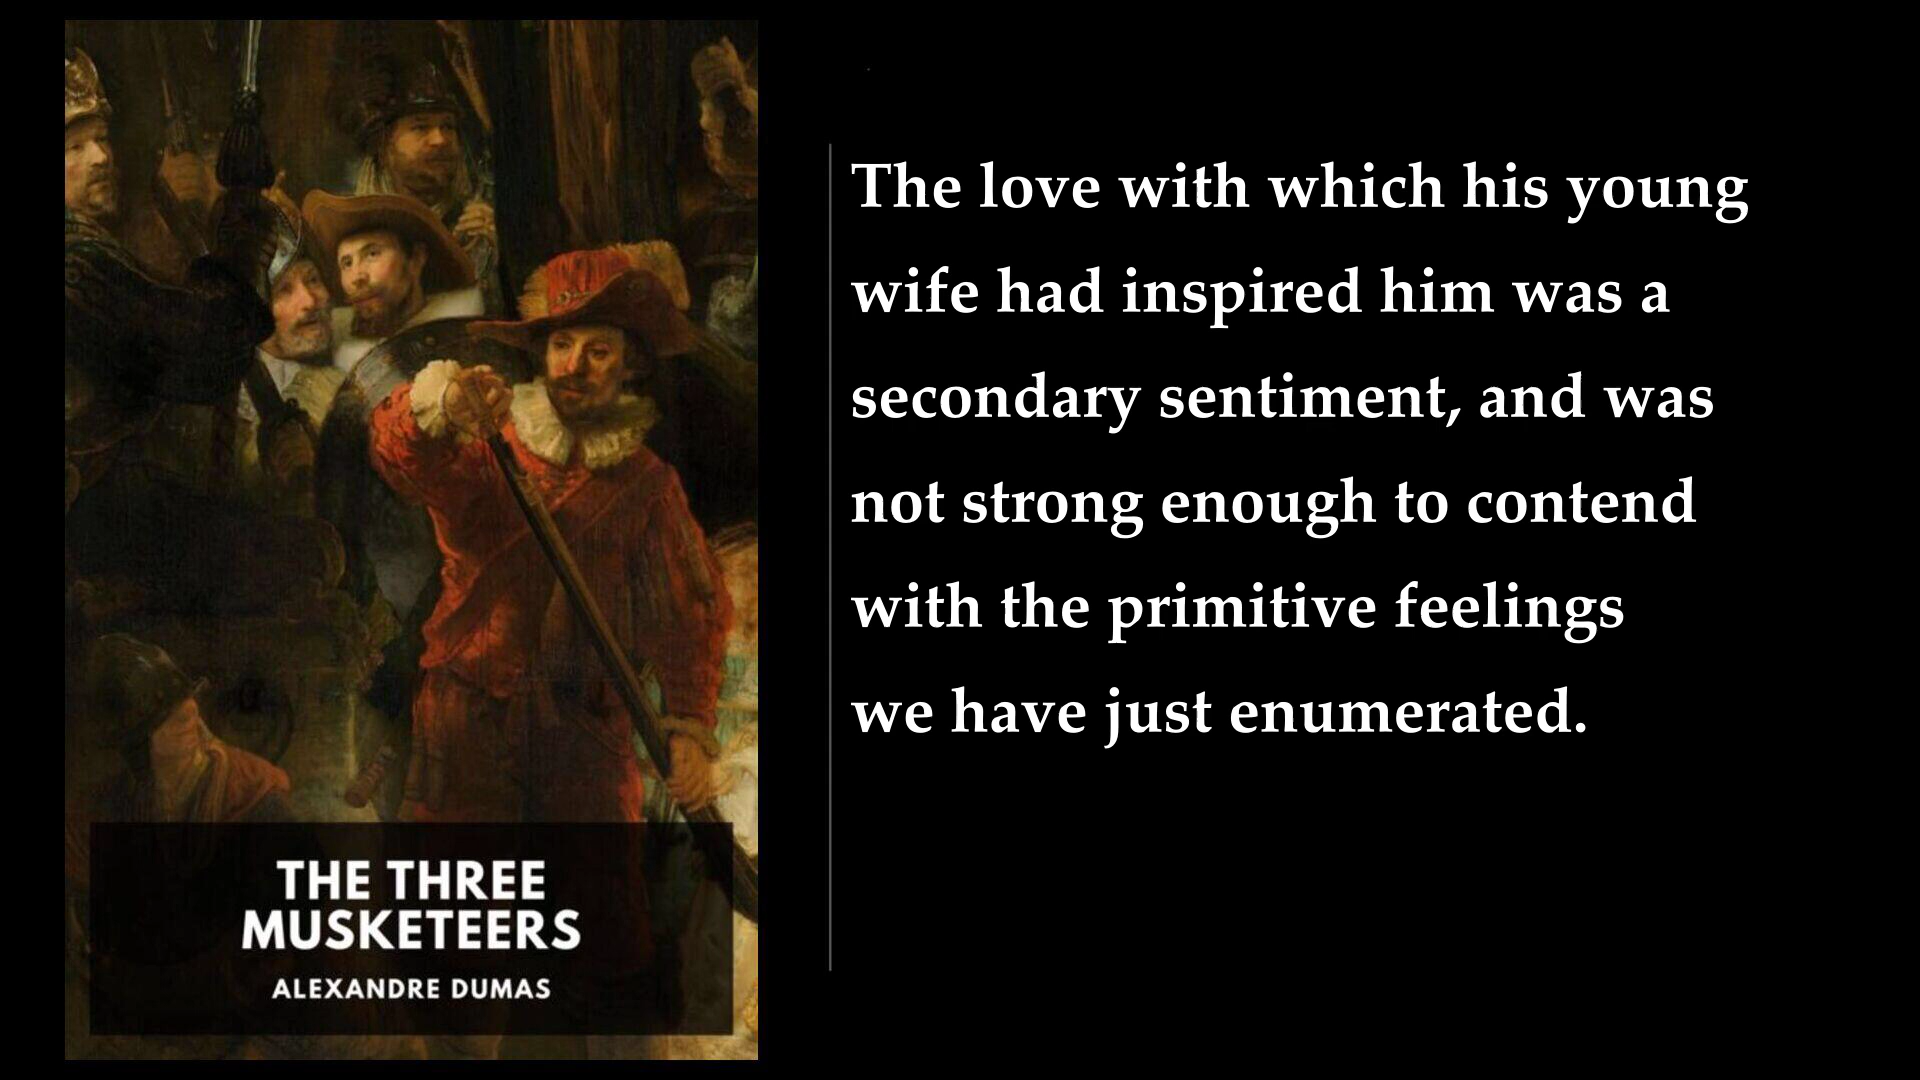 THE THREE
MUSKETEERS
ALEXANDRE DUMAS
The love with which his young
wife had inspired him was a
secondary sentiment, and was
not strong enough to contend
with the primitive feelings
we have just enumerated.